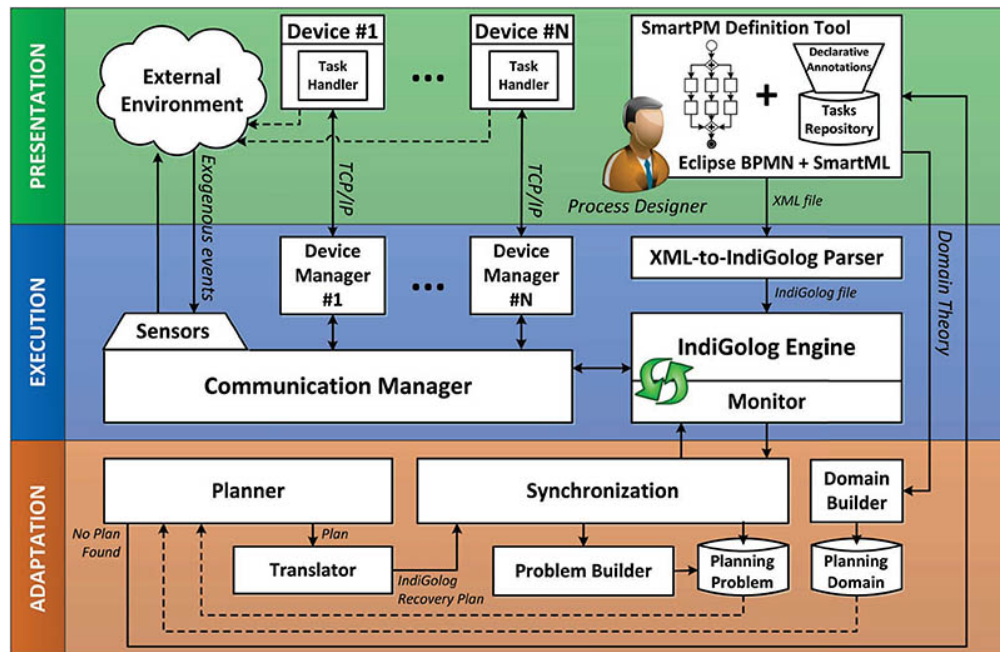 PRESENTATION
External
Environment
Device #1
Task
Handler
...
Device #N
Task
Handler
SmartPM Definition Tool
+
Declarative
Annotations
Tasks
Repository
Eclipse BPMN + SmartML
Process Designer
Exogenous events
TCP/IP
TCP/IP
XML file
Domain Theory
EXECUTION
Device
Manager
#1
...
Device
Manager
#N
XML-to-IndiGolog Parser
IndiGolog file
Sensors
Communication Manager
IndiGolog Engine
Monitor
ADAPTATION
Planner
Synchronization
Domain
Builder
No Plan
Found
Plan
Translator
IndiGolog
Recovery Plan
Problem Builder
Planning
Problem
Planning
Domain